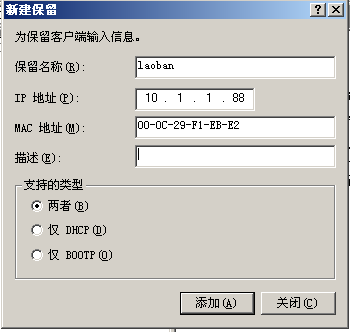 新建保留
为保留客户端输入信息。
保留名称(R): laoban
IP 地址(P): 10 . 1 . 1 . 88
MAC 地址(M): 00-0C-29-F1-EB-E2
描述(E):
支持的类型
两者(B)
仅 DHCP(D)
仅 BOOTP(O)
添加(A) 关闭(C)